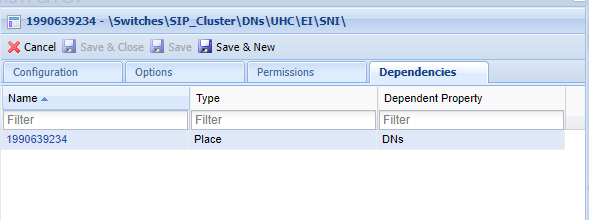 1990639234 - \Switches\SIP_Cluster\DNs\UHC\EI\SNI\
Cancel Save & Close Save Save & New
Configuration Options Permissions Dependencies
Name Type Dependent Property
Filter Filter Filter
1990639234 Place DNs